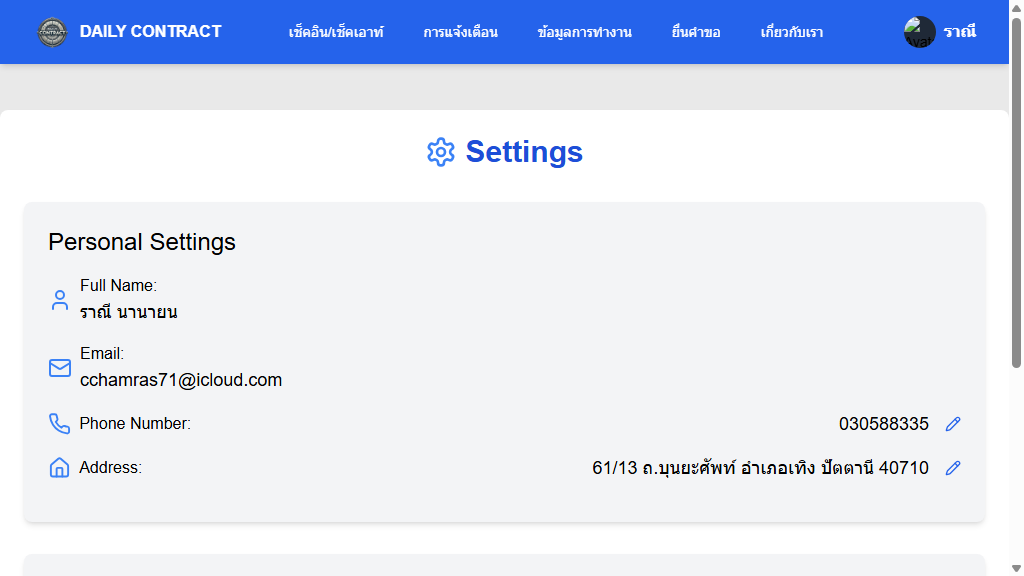 DAILY CONTRACT
เช็คอิน/เช็คเอาท์
การแจ้งเตือน
ข้อมูลการทำงาน
ยื่นคำขอ
เกี่ยวกับเรา
ราณี
Settings
Personal Settings
Full Name:
ราณี นานายน
Email:
cchamras71@icloud.com
Phone Number: 030588335
Address: 61/13 ถ.บุนยะศัพท์ อำเภอเทิง ปัตตานี 40710